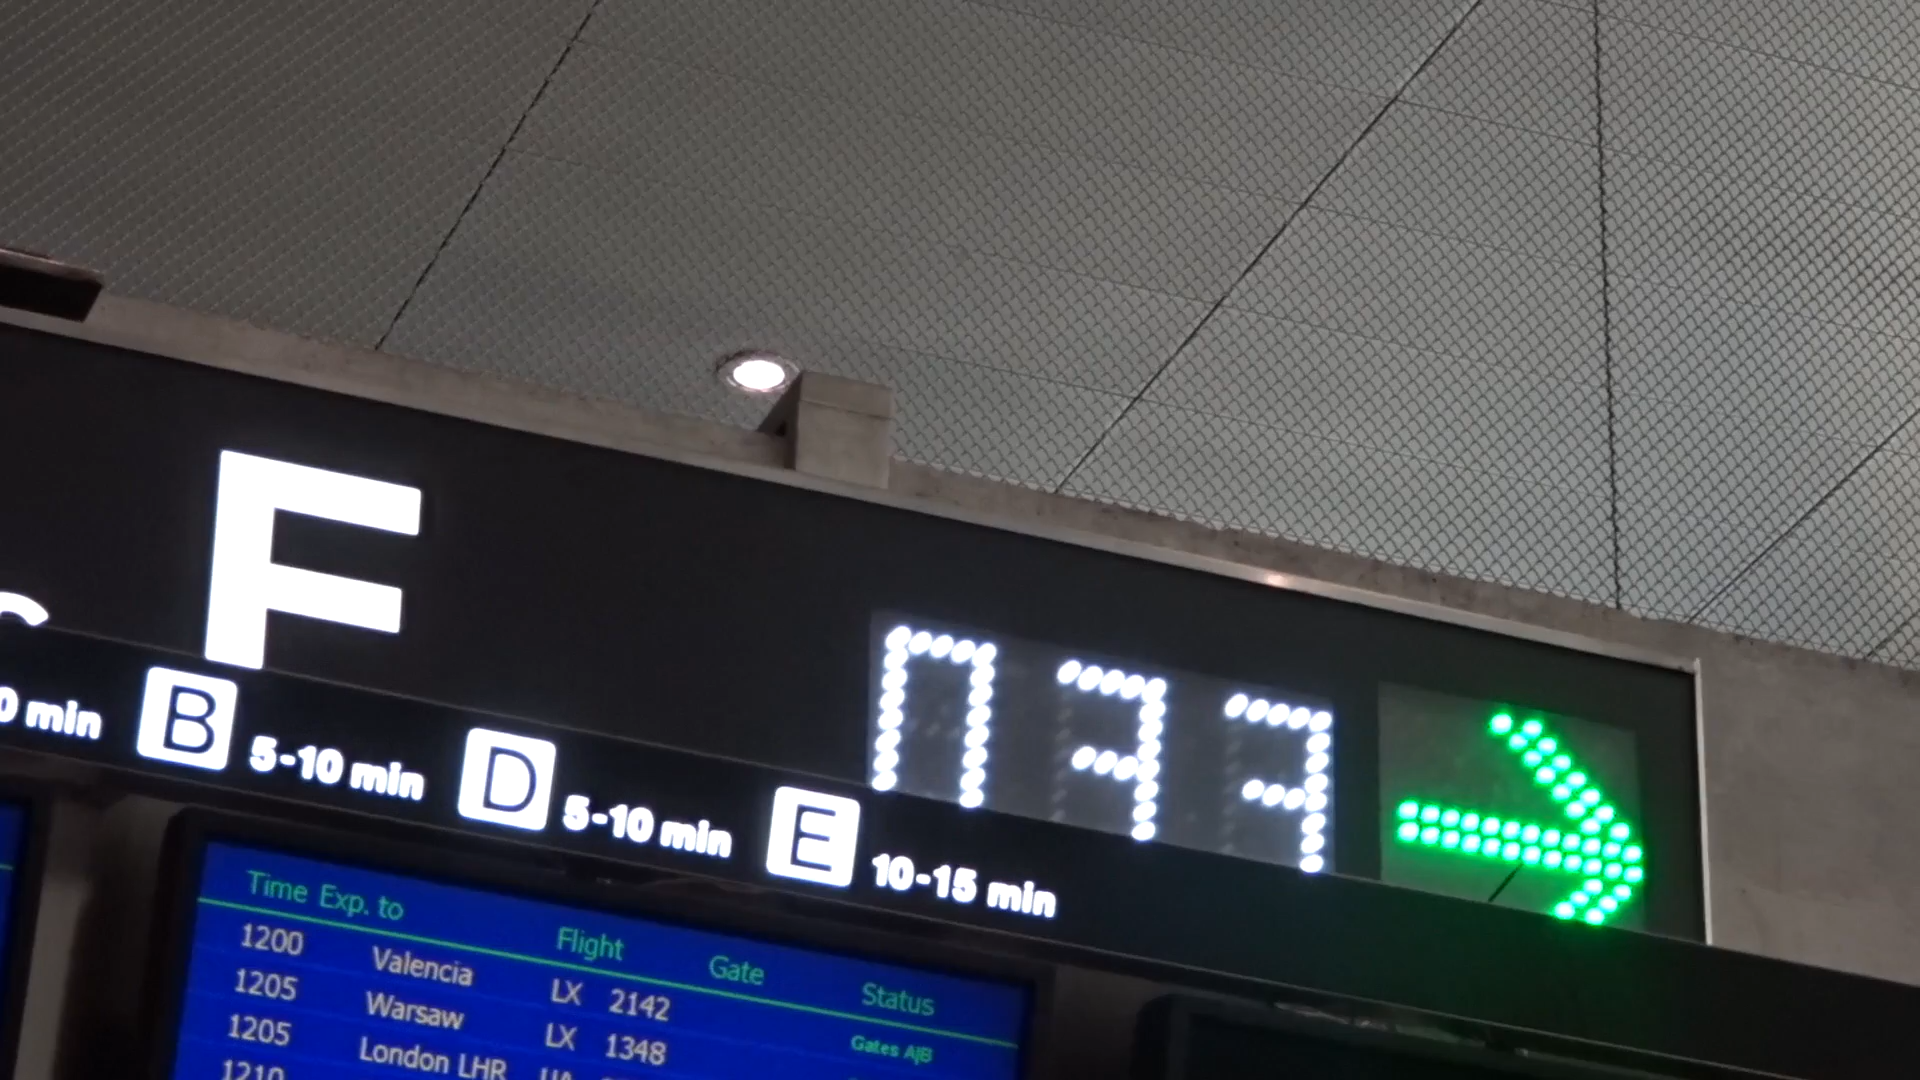 F
min
B 5-10 min D 5-10 min E 10-15 min
Time Exp. to Flight Gate Status
1200 Valencia LX 2142
1205 Warsaw LX 1348 Gates A|B
1205 London LHR
1210